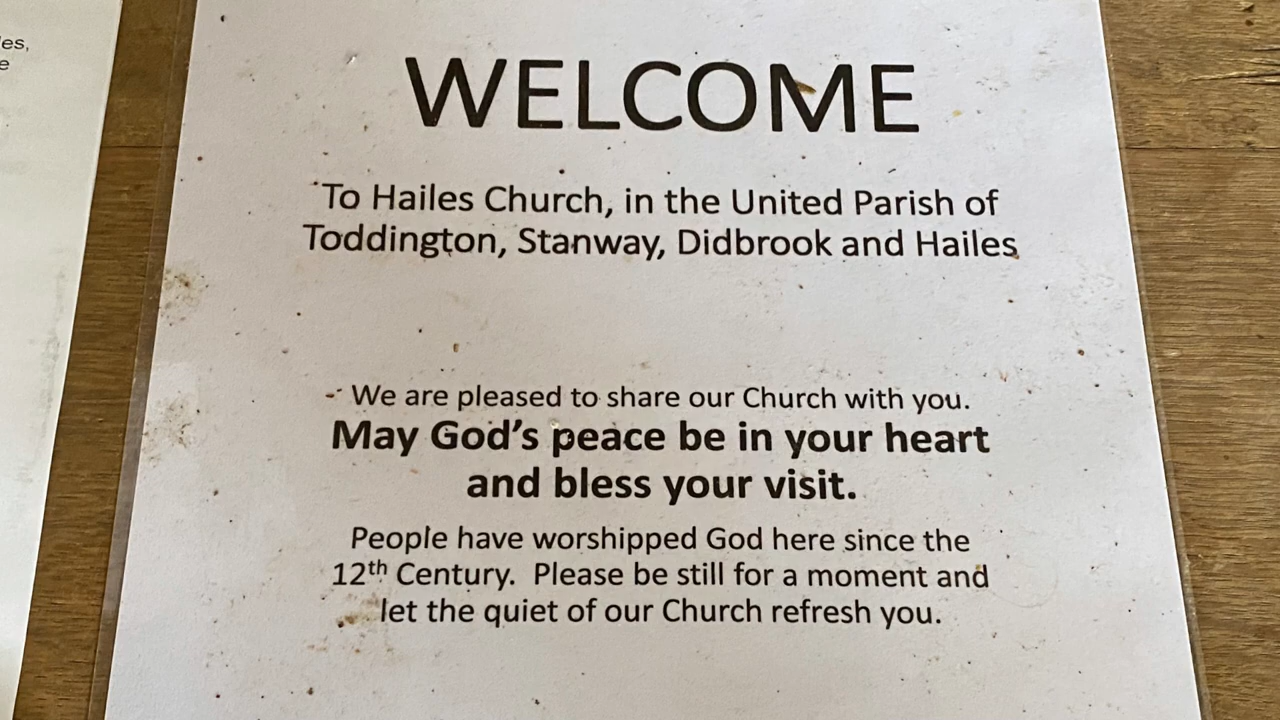 es,
e
WELCOME
To Hailes Church, in the United Parish of
Toddington, Stanway, Didbrook and Hailes
We are pleased to share our Church with you.
May God’s peace be in your heart
and bless your visit.
People have worshipped God here since the
12th Century.  Please be still for a moment and
let the quiet of our Church refresh you.